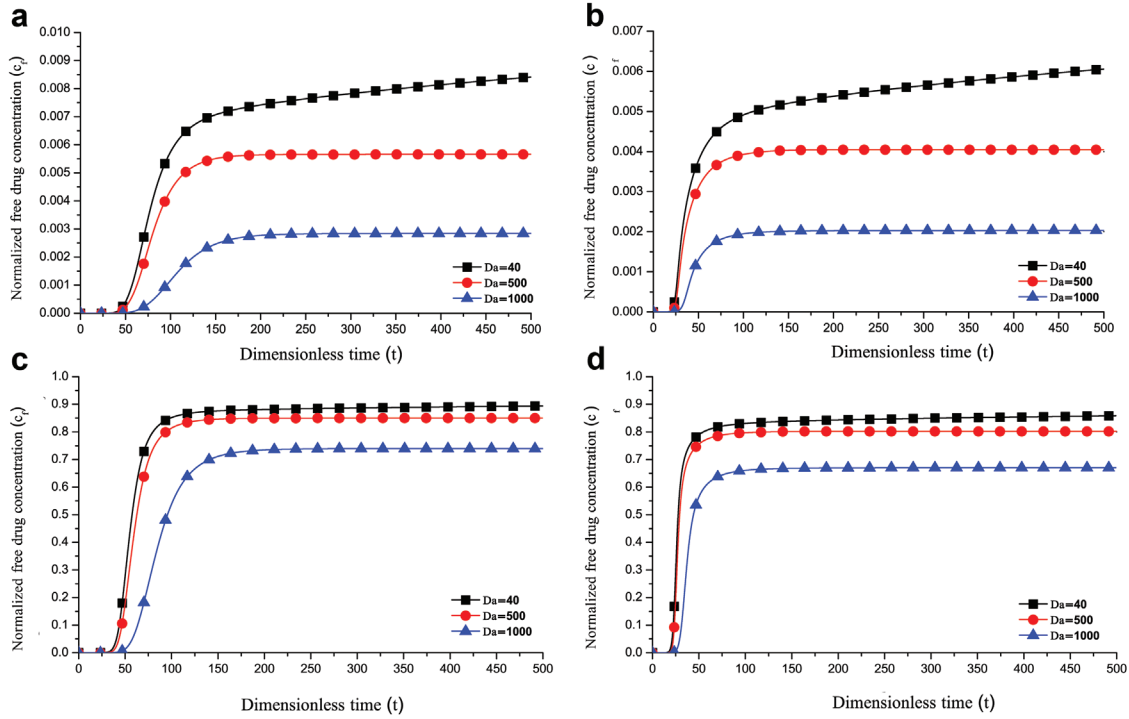 a
Normalized free drug concentration (cf)
0.010
0.009
0.008
0.007
0.006
0.005
0.004
0.003
0.002
0.001
0.000
Da=40
Da=500
Da=1000
0 50 100 150 200 250 300 350 400 450 500
Dimensionless time (t)
b
Normalized free drug concentration (c f)
0.007
0.006
0.005
0.004
0.003
0.002
0.001
0.000
Da=40
Da=500
Da=1000
0 50 100 150 200 250 300 350 400 450 500
Dimensionless time (t)
c
Normalized free drug concentration (cf)
1.0
0.9
0.8
0.7
0.6
0.5
0.4
0.3
0.2
0.1
0.0
Da=40
Da=500
Da=1000
0 50 100 150 200 250 300 350 400 450 500
Dimensionless time (t)
d
Normalized free drug concentration (c f)
1.0
0.9
0.8
0.7
0.6
0.5
0.4
0.3
0.2
0.1
0.0
Da=40
Da=500
Da=1000
0 50 100 150 200 250 300 350 400 450 500
Dimensionless time (t)